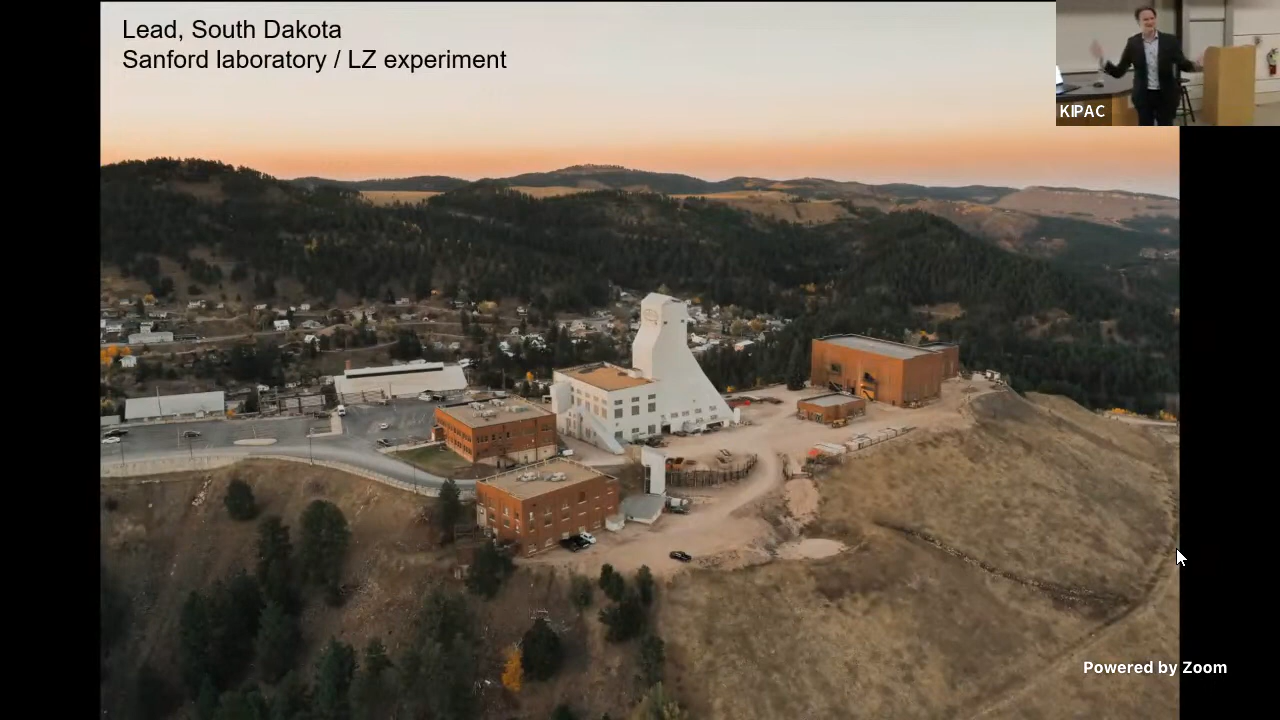 Lead, South Dakota
Sanford laboratory / LZ experiment
KIPAC
Powered by Zoom